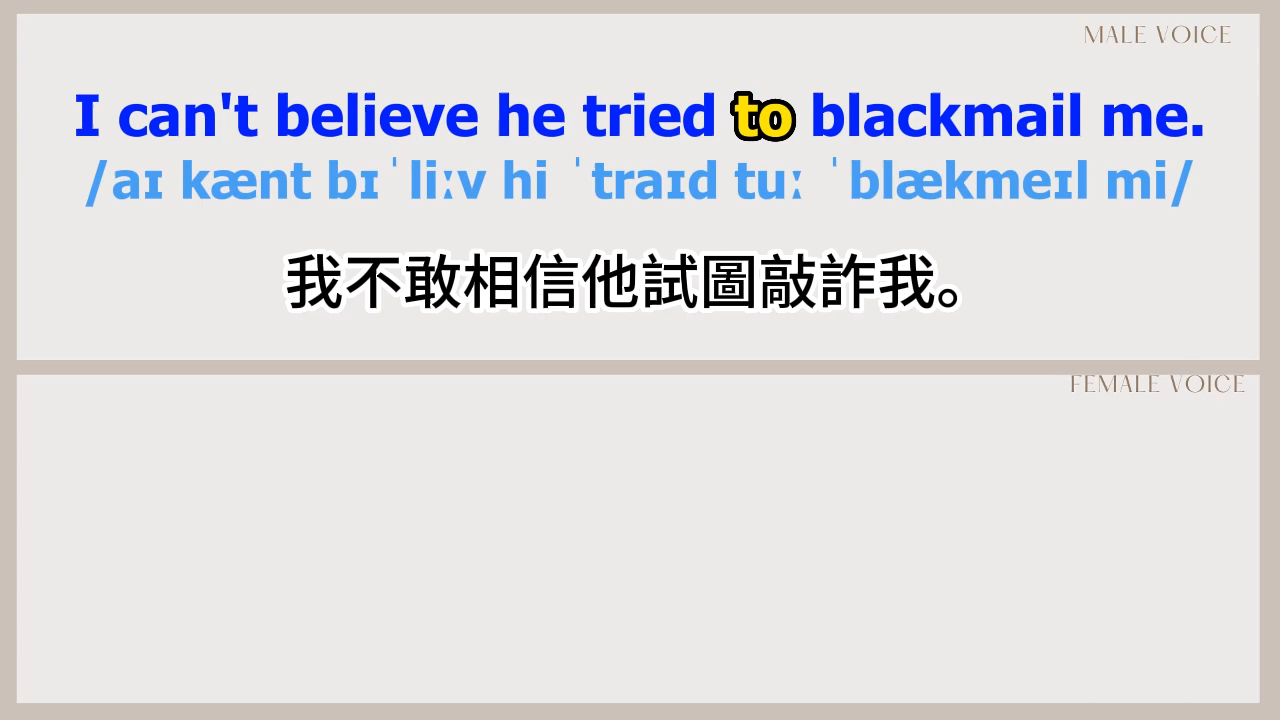 MALE VOICE
I can't believe he tried to blackmail me.
/aɪ kænt bɪˈliːv hi ˈtraɪd tuː ˈblækmeɪl mi/
我不敢相信他試圖敲詐我。
FEMALE VOICE